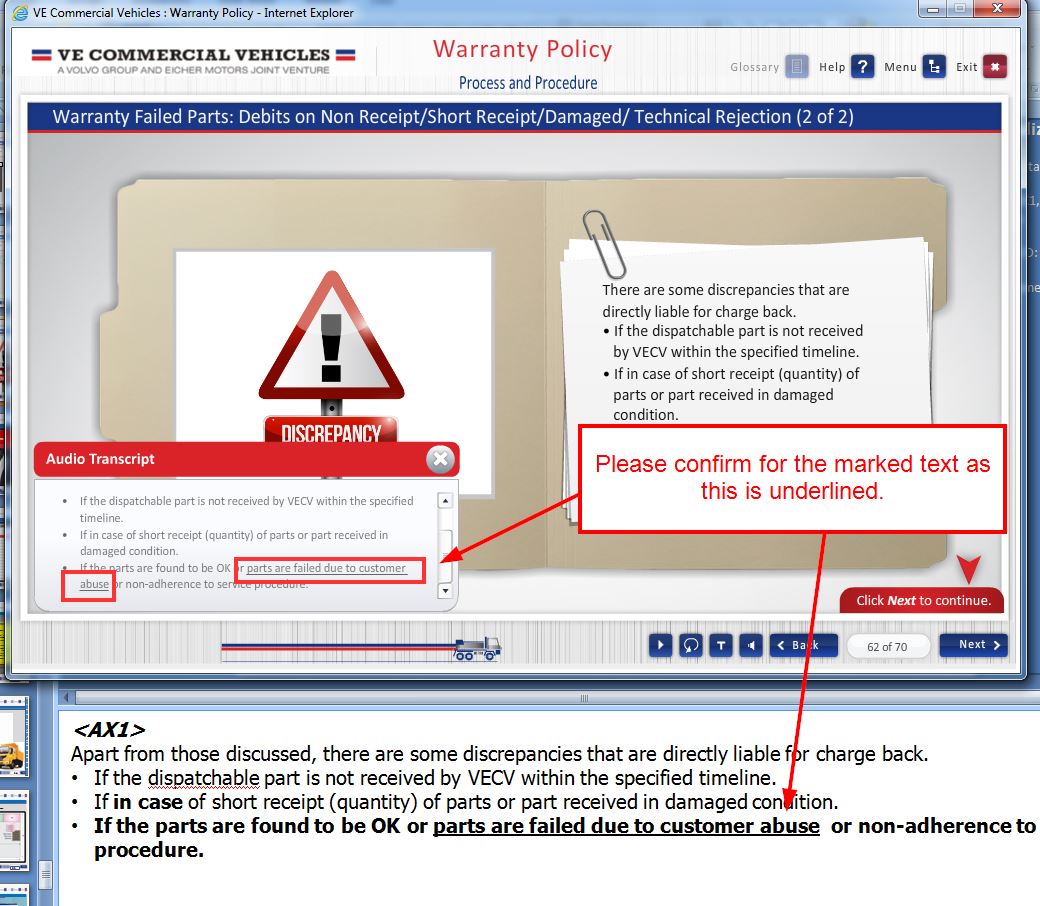 VE Commercial Vehicles : Warranty Policy - Internet Explorer
VE COMMERCIAL VEHICLES
A VOLVO GROUP AND EICHER MOTORS JOINT VENTURE
Warranty Policy
Process and Procedure
Glossary
Help ?
Menu
Exit
Warranty Failed Parts: Debits on Non Receipt/Short Receipt/Damaged/ Technical Rejection (2 of 2)
There are some discrepancies that are
directly liable for charge back.
• If the dispatchable part is not received
by VECV within the specified timeline.
• If in case of short receipt (quantity) of
parts or part received in damaged
condition.
DISCREPANCY
Please confirm for the marked text as
this is underlined.
Audio Transcript
• If the dispatchable part is not received by VECV within the specified
timeline.
• If in case of short receipt (quantity) of parts or part received in
damaged condition.
• If the parts are found to be OK or parts are failed due to customer
abuse or non-adherence to service procedure.
Click Next to continue.
T
Back
62 of 70
Next
<AX1>
Apart from those discussed, there are some discrepancies that are directly liable for charge back.
• If the dispatchable part is not received by VECV within the specified timeline.
• If in case of short receipt (quantity) of parts or part received in damaged condition.
• If the parts are found to be OK or parts are failed due to customer abuse or non-adherence to
procedure.